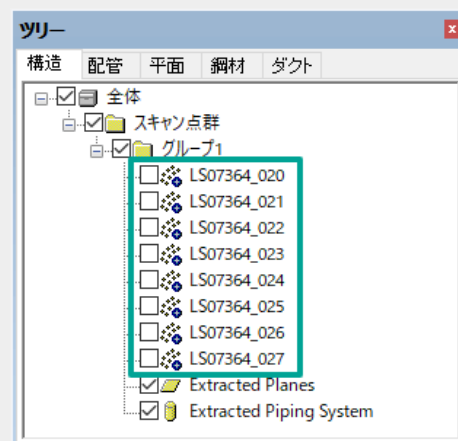 ツリー
構造 配管 平面 鋼材 ダクト
全体
スキャン点群
グループ1
LS07364_020
LS07364_021
LS07364_022
LS07364_023
LS07364_024
LS07364_025
LS07364_026
LS07364_027
Extracted Planes
Extracted Piping System